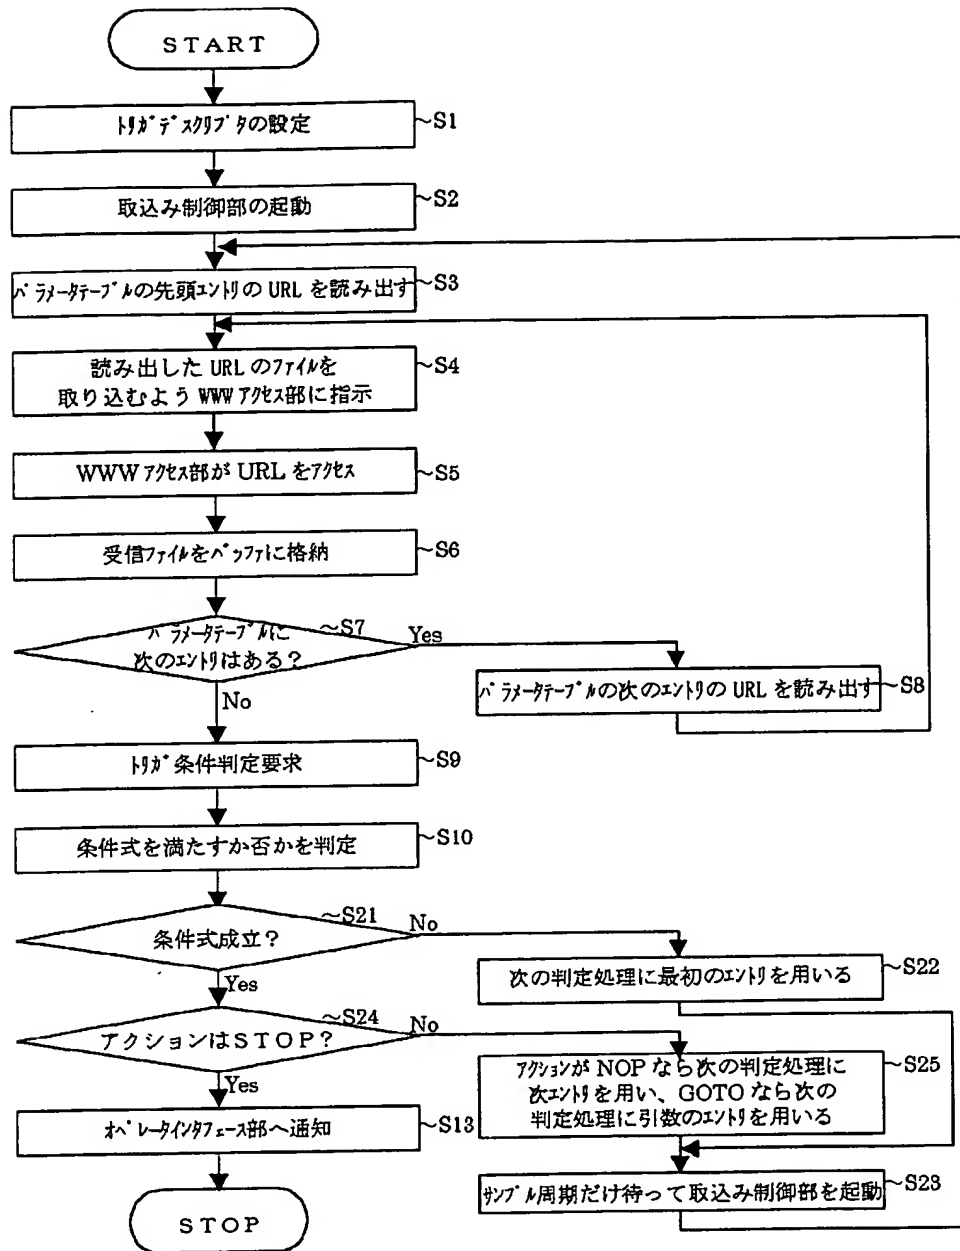 START
トリガデスクリプタの設定
~S1
取込み制御部の起動
~S2
パラメータテーブルの先頭エントリの URL を読み出す
~S3
読み出した URL のファイルを
取り込むよう WWW アクセス部に指示
~S4
WWW アクセス部が URL をアクセス
~S5
受信ファイルをバッファに格納
~S6
パラメータテーブルに
次のエントリはある?
~S7
Yes
No
パラメータテーブルの次のエントリの URL を読み出す
~S8
トリガ条件判定要求
~S9
条件式を満たすか否かを判定
~S10
条件式成立?
~S21
No
Yes
次の判定処理に最初のエントリを用いる
~S22
アクションはSTOP?
~S24
No
Yes
アクションが NOP なら次の判定処理に
次エントリを用い、GOTO なら次の
判定処理に引数のエントリを用いる
~S25
オペレータインタフェース部へ通知
~S13
サンプル周期だけ待って取込み制御部を起動
~S23
STOP